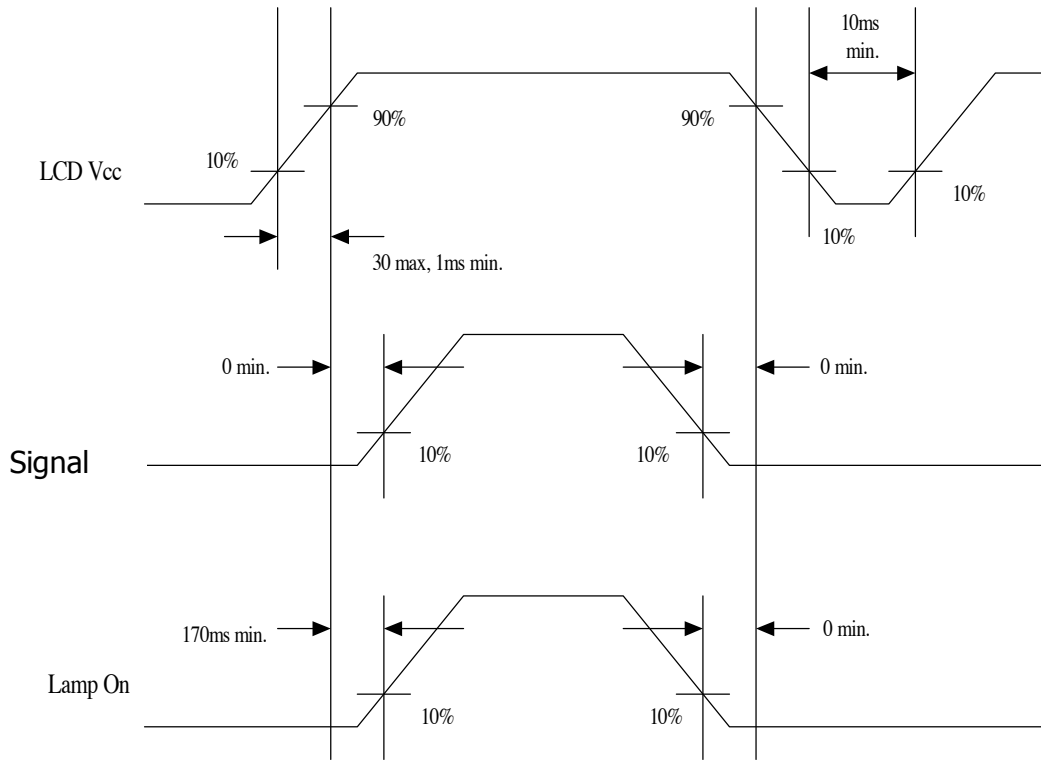 10ms
min.
90%
90%
10%
LCD Vcc
10%
10%
30 max, 1ms min.
0 min.
0 min.
10%
10%
Signal
170ms min.
0 min.
Lamp On
10%
10%